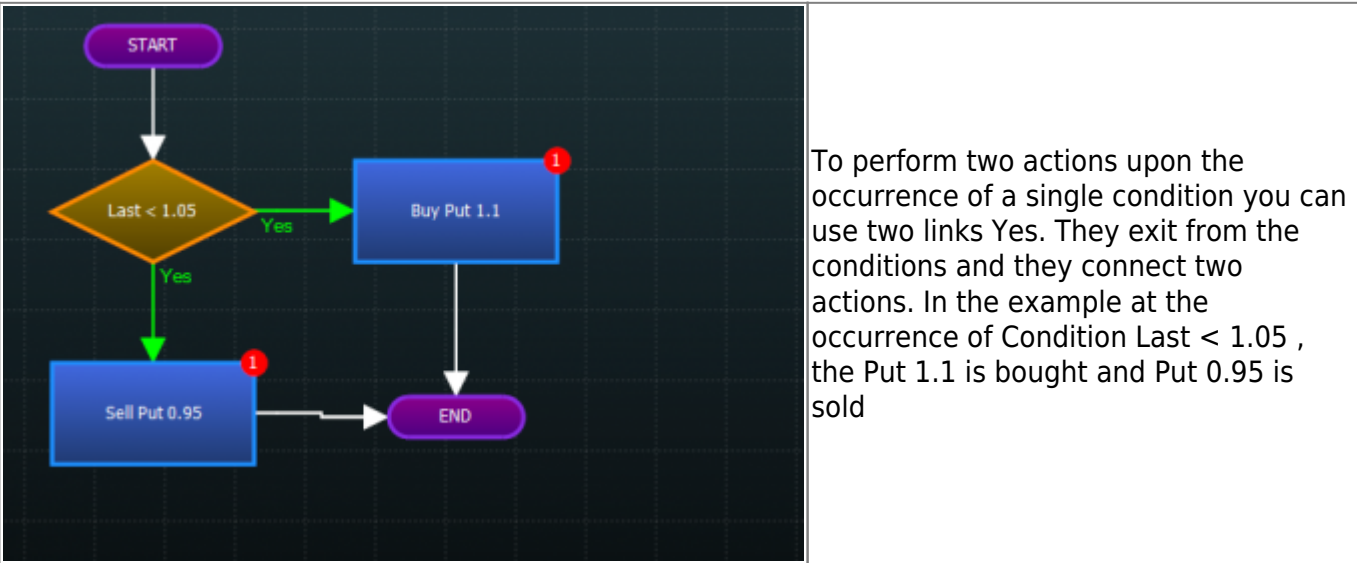 START
Last < 1.05
Yes
1
Buy Put 1.1
Yes
1
Sell Put 0.95
END
To perform two actions upon the
occurrence of a single condition you can
use two links Yes. They exit from the
conditions and they connect two
actions. In the example at the
occurrence of Condition Last < 1.05 ,
the Put 1.1 is bought and Put 0.95 is
sold